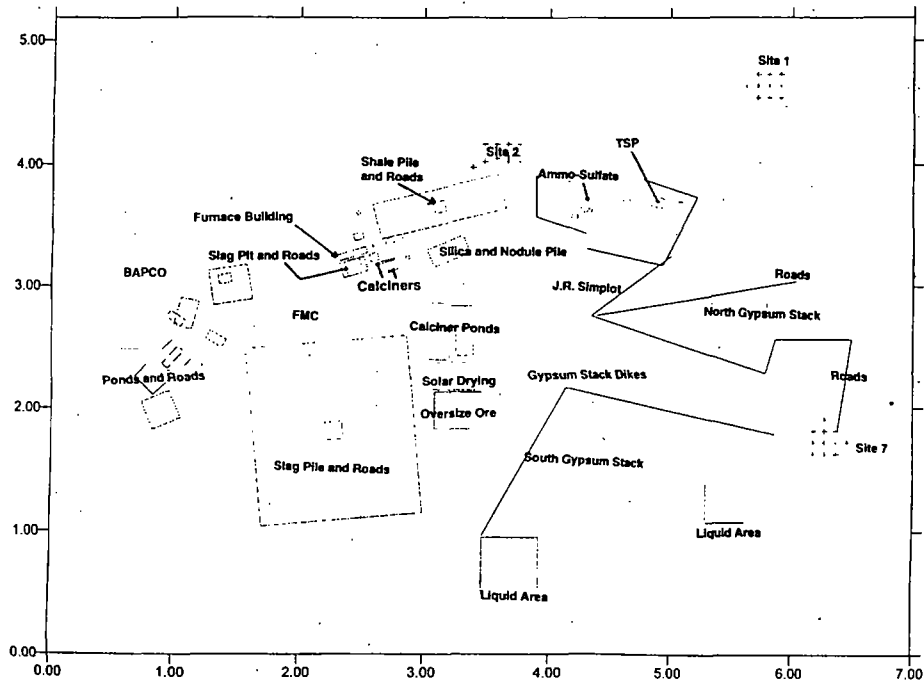 5.00
Site 1
4.00
Site 2
TSP
Shale Pile
and Roads
Ammo-Sulfate
Furnace Building
Slag Pit and Roads
Silica and Nodule Pile
3.00
BAPCO
Calciners
J.R. Simplot
Roads
FMC
North Gypsum Stack
Calciner Ponds
Ponds and Roads
Solar Drying
Gypsum Stack Dikes
Roads
2.00
Oversize Ore
Slag Pile and Roads
South Gypsum Stack
Site 7
1.00
Liquid Area
Liquid Area
0.00
0.00 1.00 2.00 3.00 4.00 5.00 6.00 7.00